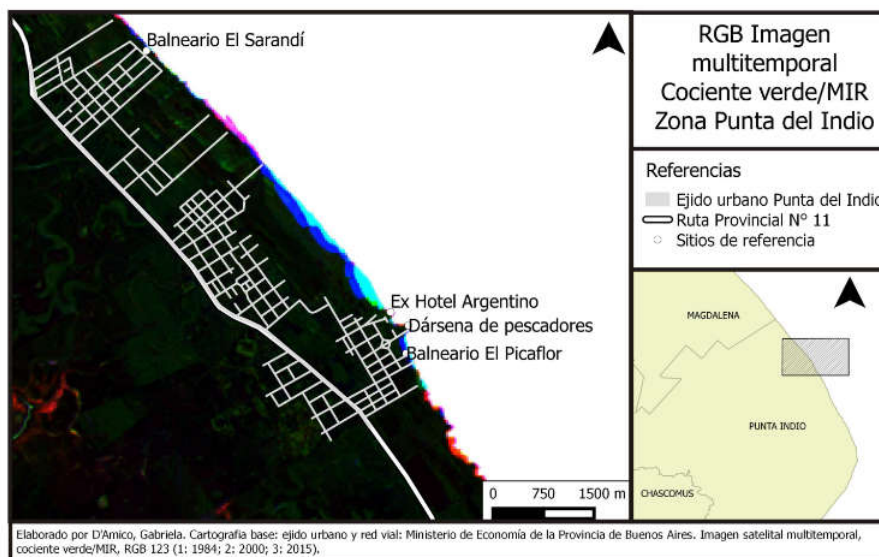 Balneario El Sarandí
Ex Hotel Argentino
Dársena de pescadores
Balneario El Picaflor
0 750 1500 m
RGB Imagen
multitemporal
Cociente verde/MIR
Zona Punta del Indio
Referencias
Ejido urbano Punta del Indio
Ruta Provincial N° 11
Sitios de referencia
MAGDALENA
PUNTA INDIO
CHASCOMUS
Elaborado por D'Amico, Gabriela. Cartografia base: ejido urbano y red vial: Ministerio de Economía de la Provincia de Buenos Aires. Imagen satelital multitemporal,
cociente verde/MIR, RGB 123 (1: 1984; 2: 2000; 3: 2015).